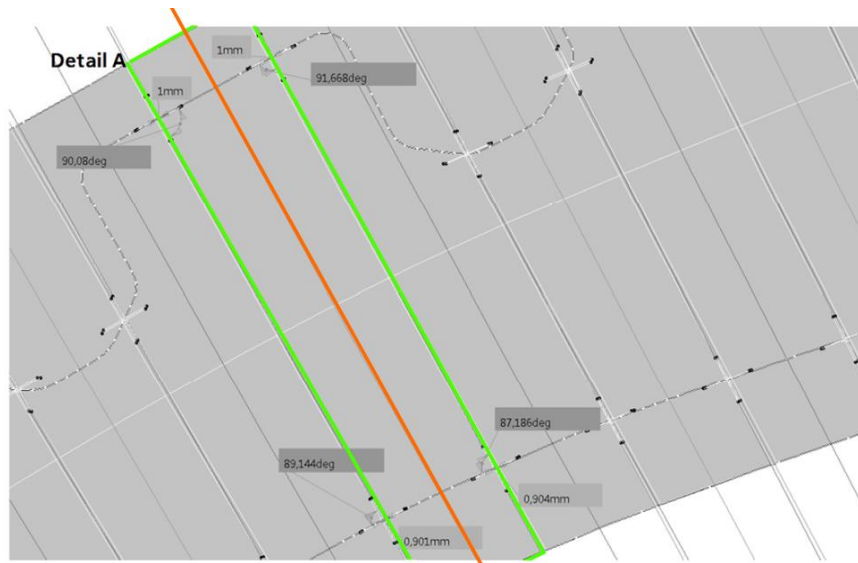 1mm
Detail A
91,668deg
1mm
90,08deg
87,186deg
89,144deg
0,904mm
0,901mm